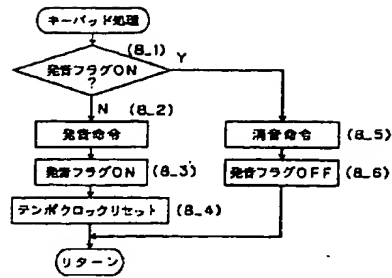 キーパッド処理
(8_1)
発音フラグON
?
Y
N
(8_2)
発音命令
消音命令
(8_5)
発音フラグON
(8_3)
発音フラグOFF
(8_6)
テンポクロックリセット
(8_4)
リターン